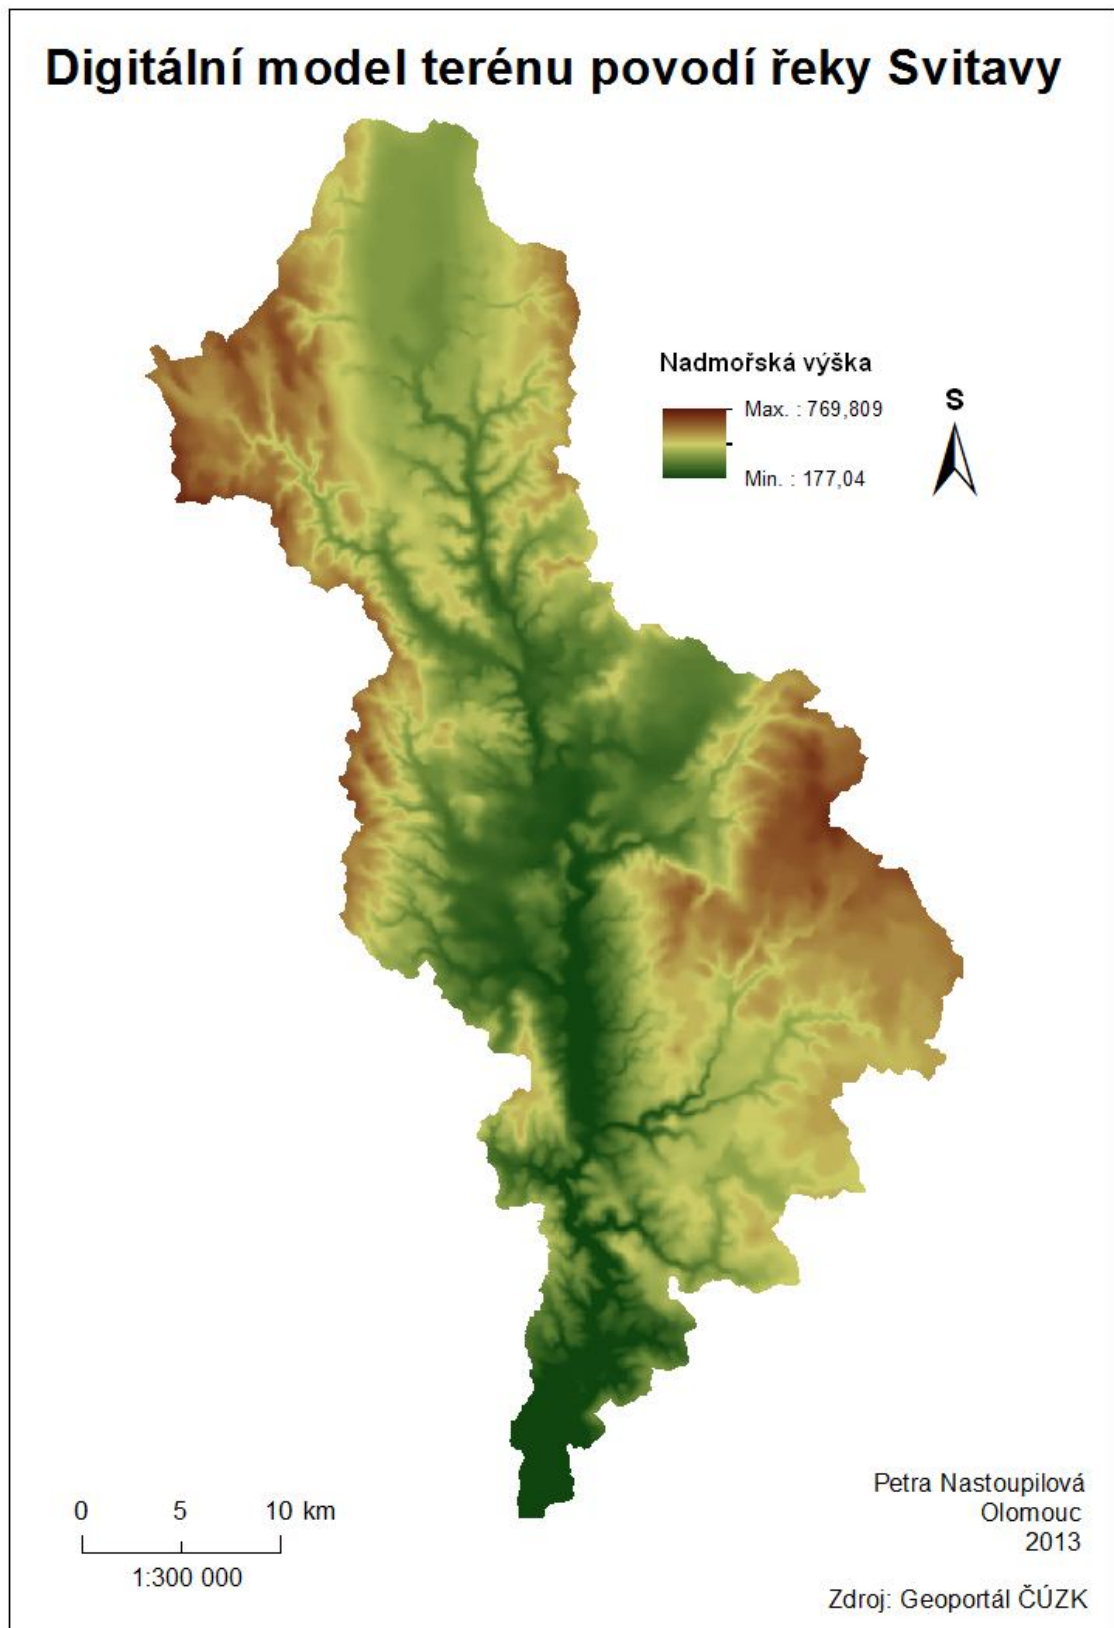 Digitální model terénu povodí řeky Svitavy
Nadmořská výška
Max. : 769,809
Min. : 177,04
S
0 5 10 km
1:300 000
Petra Nastoupilová
Olomouc
2013
Zdroj: Geoportál ČÚZK